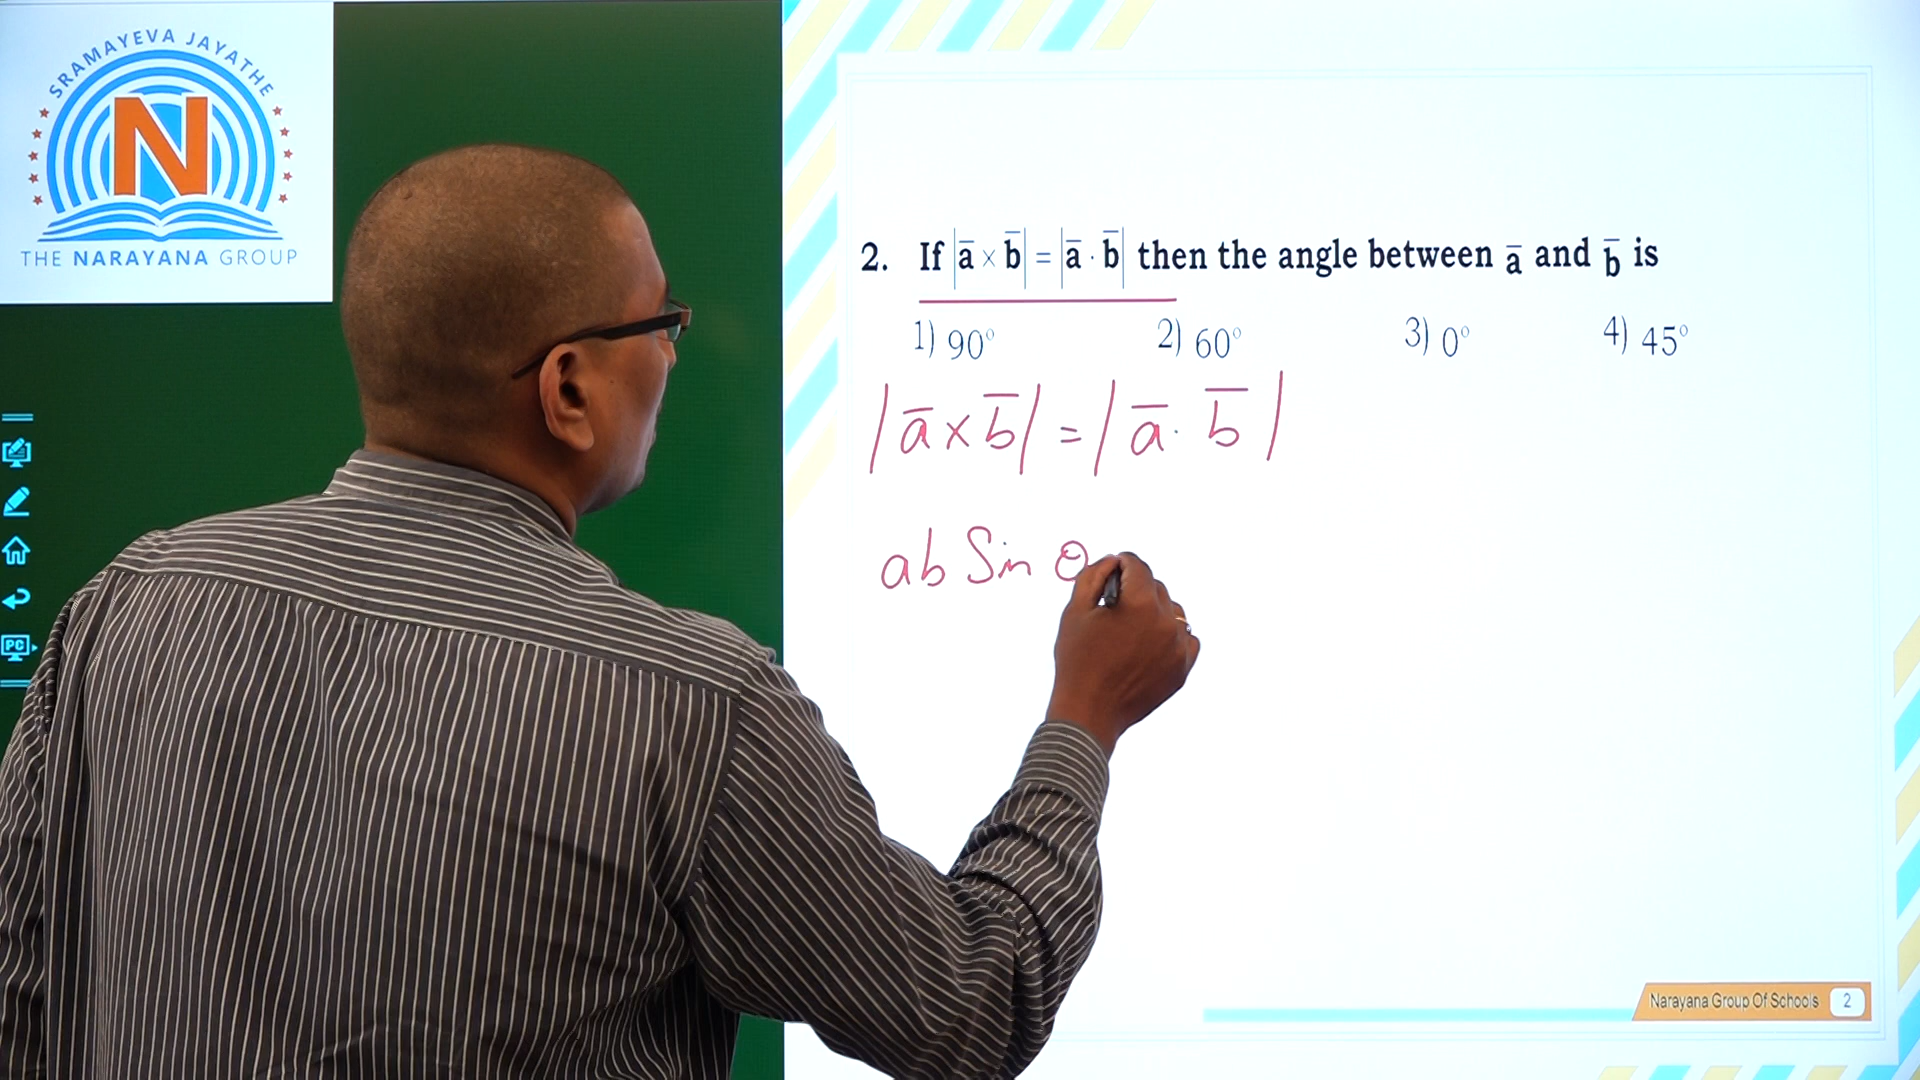 SRAMAYEVA JAYATHE
N
THE NARAYANA GROUP
2. If |a̅ × b̅| = |a̅ · b̅| then the angle between a̅ and b̅ is
1) 90° 2) 60° 3) 0° 4) 45°
|a̅ × b̅| = |a̅ · b̅|
ab Sin θ
PC
Narayana Group Of Schools 2